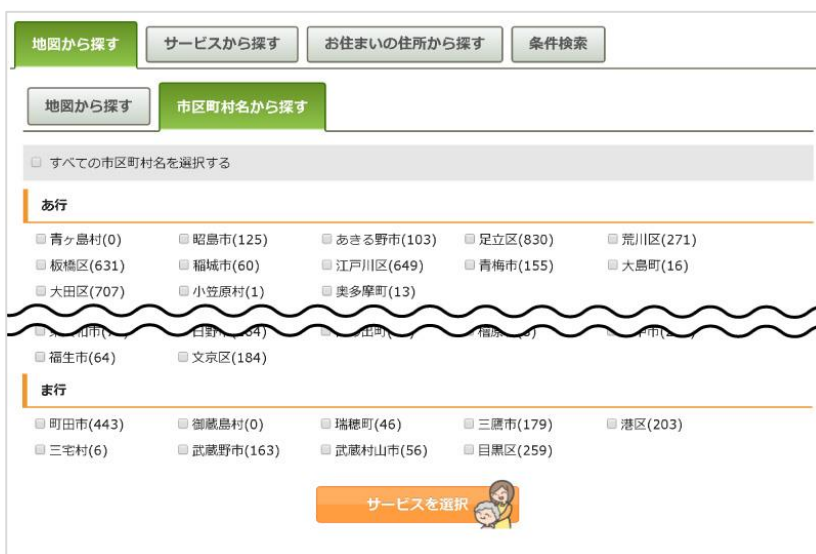 地図から探す サービスから探す お住まいの住所から探す 条件検索
地図から探す 市区町村名から探す
すべての市区町村名を選択する
あ行
青ヶ島村(0) 昭島市(125) あきる野市(103) 足立区(830) 荒川区(271)
板橋区(631) 稲城市(60) 江戸川区(649) 青梅市(155) 大島町(16)
大田区(707) 小笠原村(1) 奥多摩町(13)
福生市(64) 文京区(184)
ま行
町田市(443) 御蔵島村(0) 瑞穂町(46) 三鷹市(179) 港区(203)
三宅村(6) 武蔵野市(163) 武蔵村山市(56) 目黒区(259)
サービスを選択